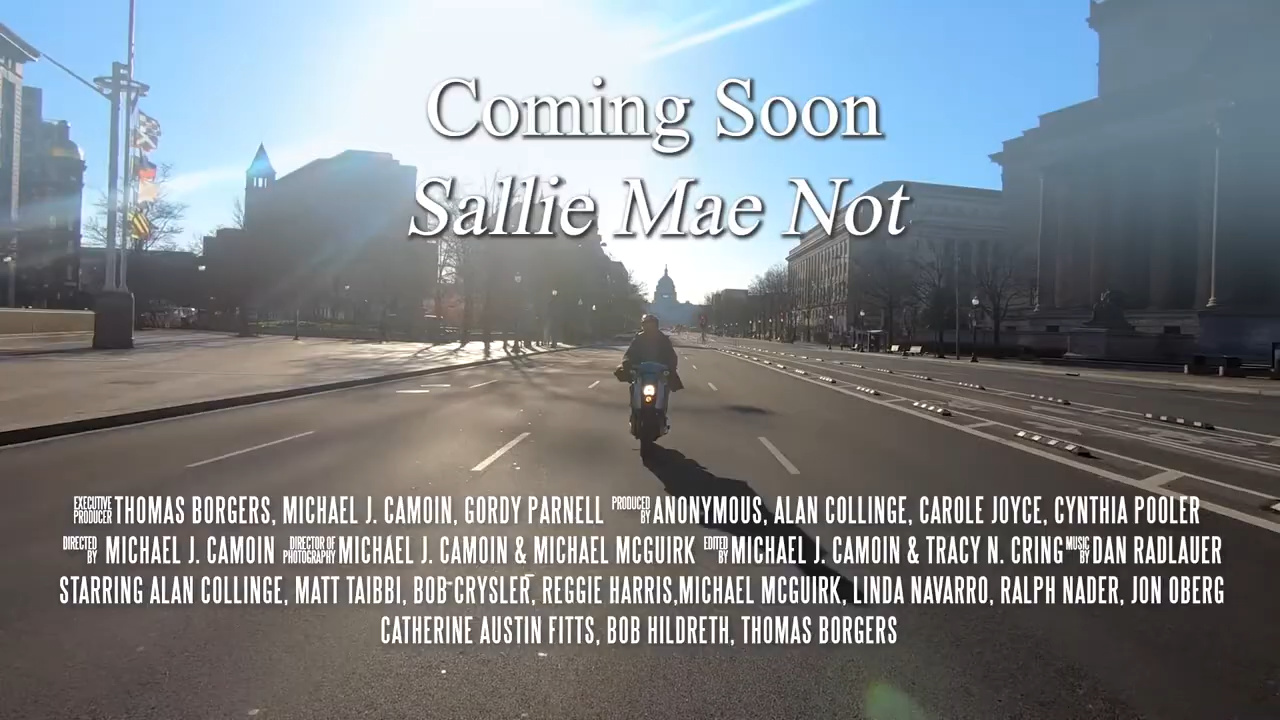 Coming Soon
Sallie Mae Not
EXECUTIVE PRODUCER THOMAS BORGERS, MICHAEL J. CAMOIN, GORDY PARNELL PRODUCED BY ANONYMOUS, ALAN COLLINGE, CAROLE JOYCE, CYNTHIA POOLER
DIRECTED BY MICHAEL J. CAMOIN DIRECTOR OF PHOTOGRAPHY MICHAEL J. CAMOIN & MICHAEL MCGUIRK EDITED BY MICHAEL J. CAMOIN & TRACY N. CRING MUSIC BY DAN RADLAUER
STARRING ALAN COLLINGE, MATT TAIBBI, BOB CRYSLER, REGGIE HARRIS,MICHAEL MCGUIRK, LINDA NAVARRO, RALPH NADER, JON OBERG
CATHERINE AUSTIN FITTS, BOB HILDRETH, THOMAS BORGERS